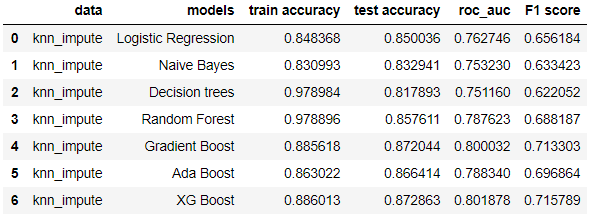 data models train accuracy test accuracy roc_auc F1 score
0 knn_impute Logistic Regression 0.848368 0.850036 0.762746 0.656184
1 knn_impute Naive Bayes 0.830993 0.832941 0.753230 0.633423
2 knn_impute Decision trees 0.978984 0.817893 0.751160 0.622052
3 knn_impute Random Forest 0.978896 0.857611 0.787623 0.688187
4 knn_impute Gradient Boost 0.885618 0.872044 0.800032 0.713303
5 knn_impute Ada Boost 0.863022 0.866414 0.788340 0.696864
6 knn_impute XG Boost 0.886013 0.872863 0.801878 0.715789